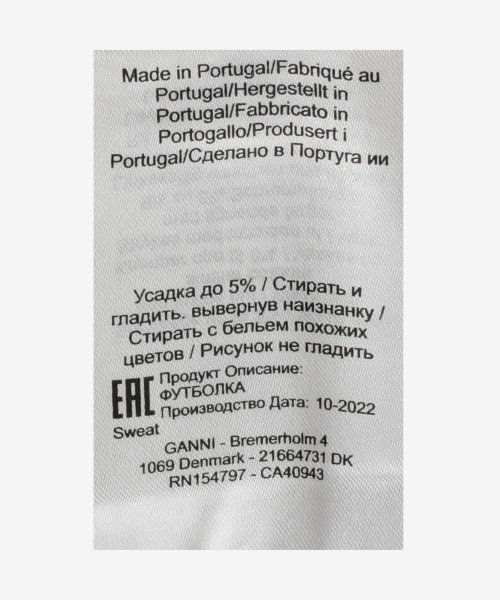 Made in Portugal/Fabriqué au
Portugal/Hergestellt in
Portugal/Fabbricato in
Portogallo/Produsert i
Portugal/Сделано в Португа ии
Усадка до 5% / Стирать и
гладить. вывернув наизнанку /
Стирать с бельем похожих
цветов / Рисунок не гладить
EAC
Продукт Описание:
ФУТБОЛКА
Производство Дата: 10-2022
Sweat
GANNI - Bremerholm 4
1069 Denmark - 21664731 DK
RN154797 - CA40943